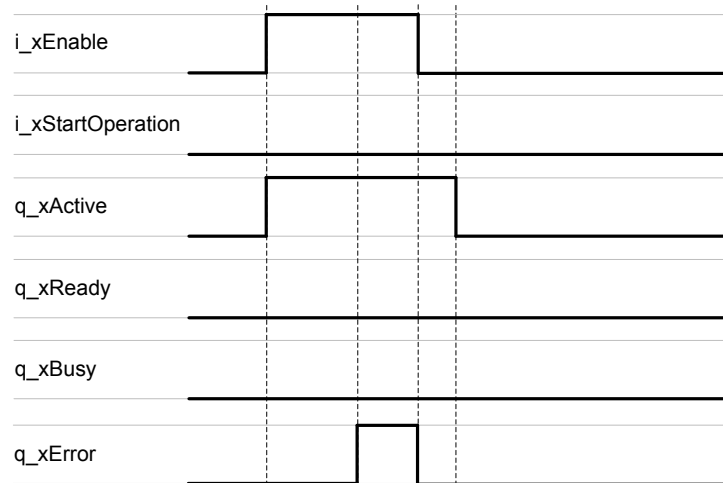 i_xEnable
i_xStartOperation
q_xActive
q_xReady
q_xBusy
q_xError